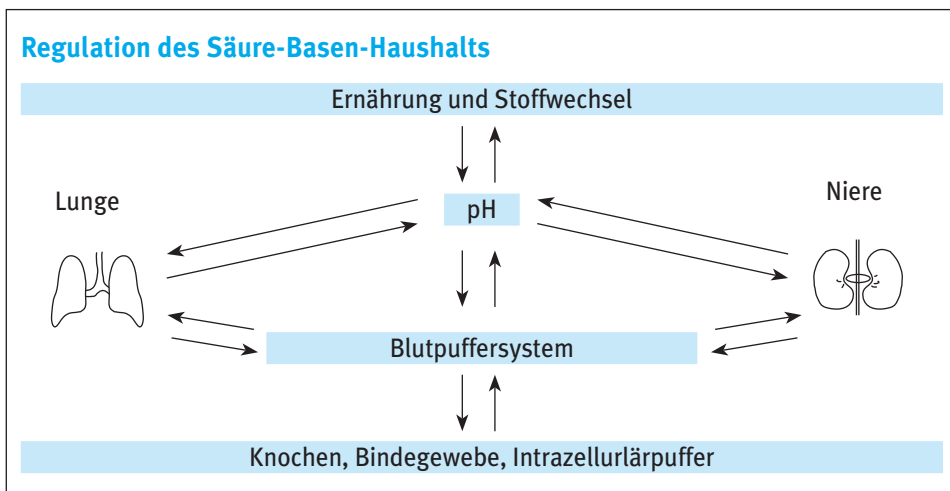 Regulation des Säure-Basen-Haushalts
Ernährung und Stoffwechsel
Lunge
pH
Niere
Blutpuffersystem
Knochen, Bindegewebe, Intrazellurlärpuffer